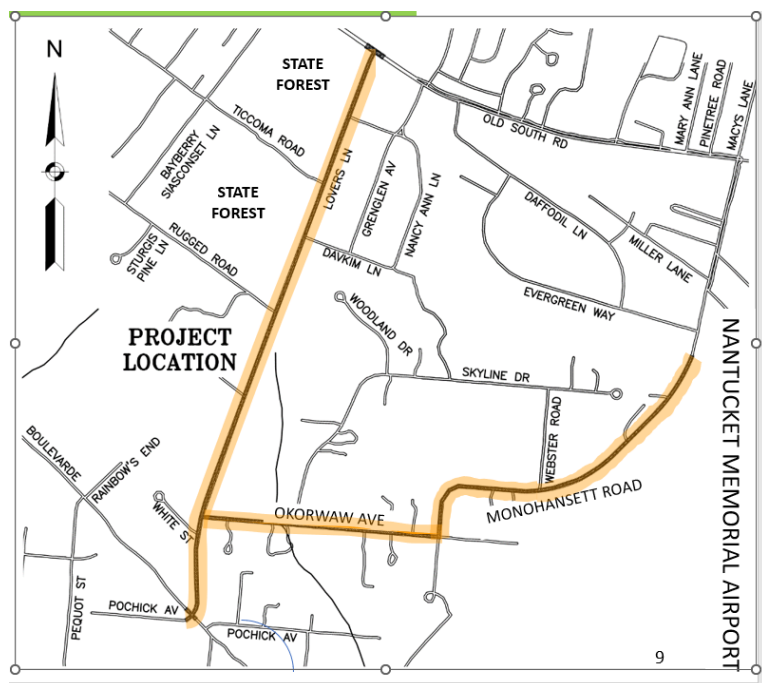 N
STATE
FOREST
TICCOMA ROAD
BAYBERRY
SIASCONSET LN
STATE
FOREST
LOVERS LN
GRENGLEN AV
NANCY ANN LN
OLD SOUTH RD
MARY ANN LANE
PINETREE ROAD
MACYS LANE
STURGIS
PINE LN
RUGGED ROAD
DAVKIM LN
DAFFODIL LN
MILLER LANE
EVERGREEN WAY
WOODLAND DR
PROJECT
LOCATION
SKYLINE DR
WEBSTER ROAD
BOULEVARDE
RAINBOW'S END
WHITE ST
OKORWAW AVE
MONOHANSETT ROAD
NANTUCKET MEMORIAL AIRPORT
PEQUOT ST
POCHICK AV
POCHICK AV
9